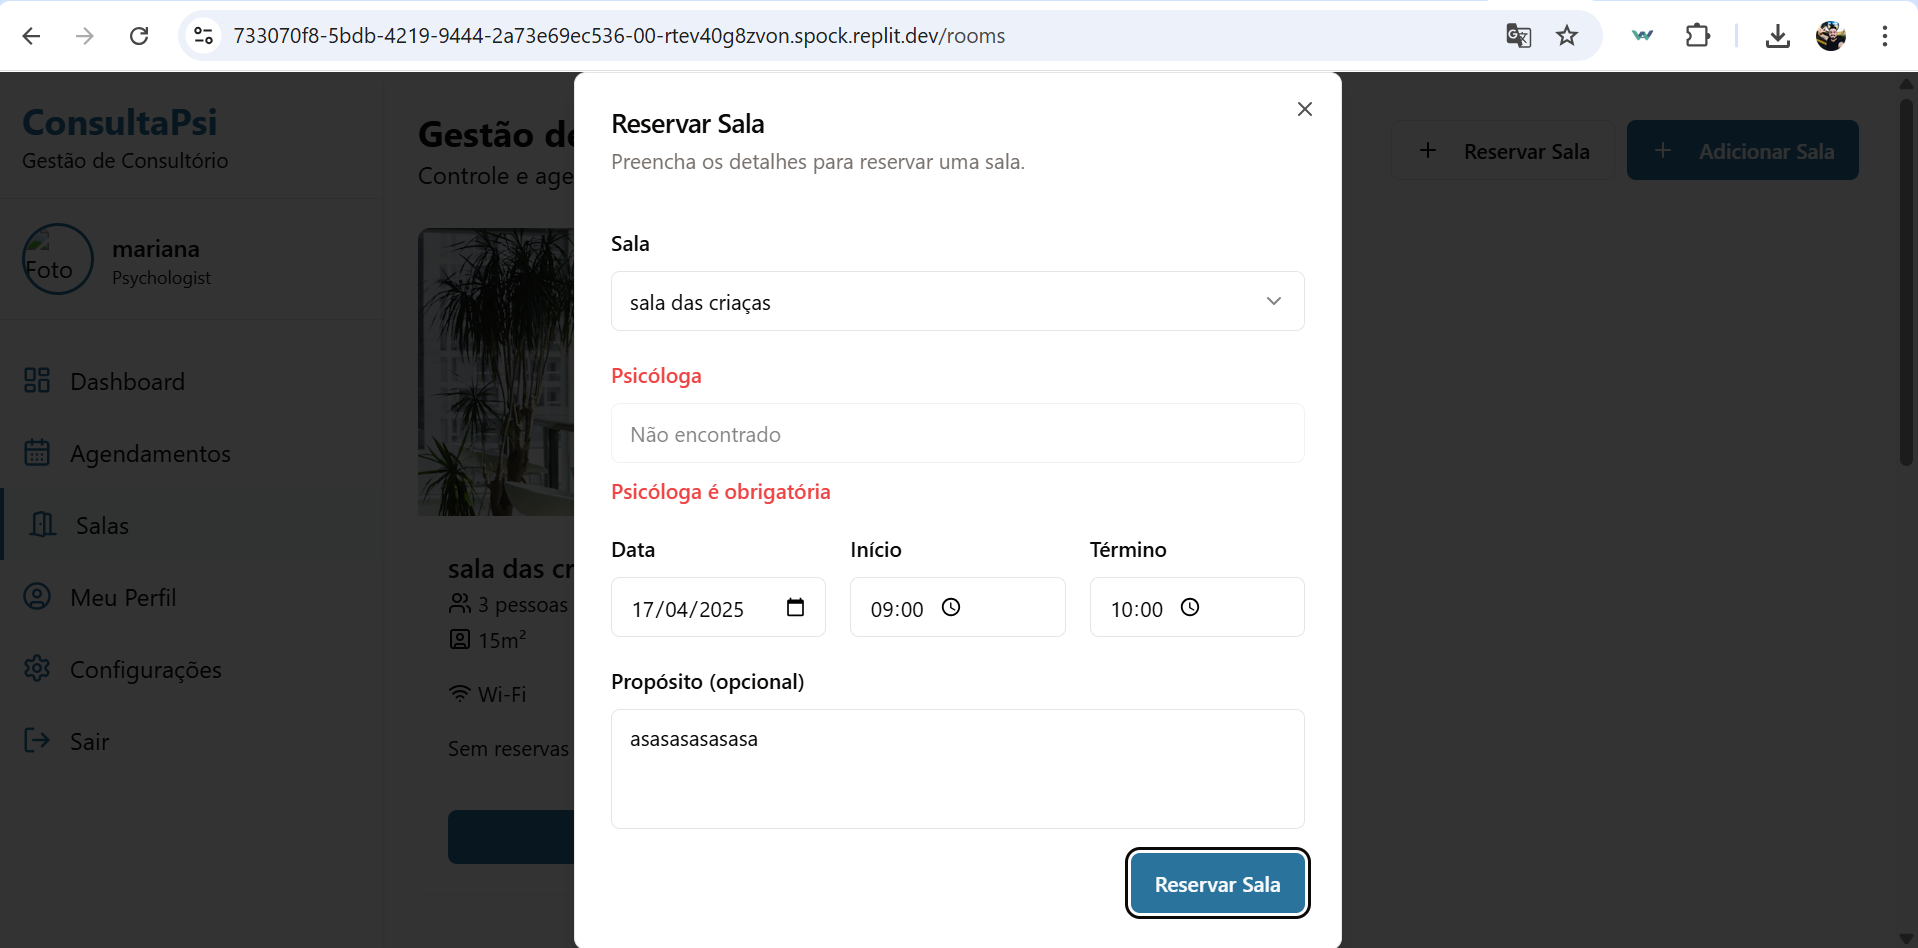 733070f8-5bdb-4219-9444-2a73e69ec536-00-rtev40g8zvon.spock.replit.dev/rooms
ConsultaPsi
Gestão de Consultório
Foto
mariana
Psychologist
Dashboard
Agendamentos
Salas
Meu Perfil
Configurações
Sair
Gestão de
Controle e age
Reservar Sala
Adicionar Sala
sala das cr
3 pessoas
15m²
Wi-Fi
Sem reservas
Reservar Sala
Preencha os detalhes para reservar uma sala.
Sala
sala das criaças
Psicóloga
Não encontrado
Psicóloga é obrigatória
Data Início Término
17/04/2025 09:00 10:00
Propósito (opcional)
asasasasasasa
Reservar Sala